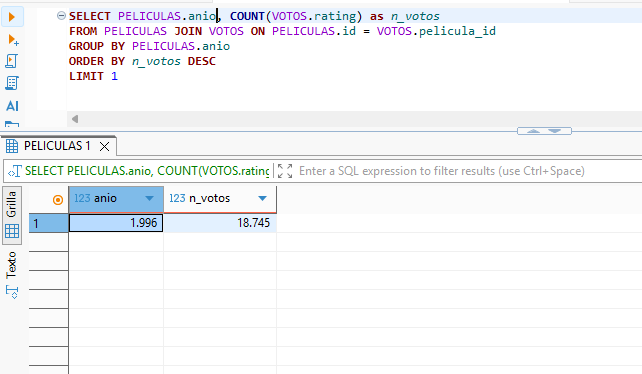 SELECT PELICULAS.anio, COUNT(VOTOS.rating) as n_votos
FROM PELICULAS JOIN VOTOS ON PELICULAS.id = VOTOS.pelicula_id
GROUP BY PELICULAS.anio
ORDER BY n_votos DESC
LIMIT 1
AI
PELICULAS 1
SELECT PELICULAS.anio, COUNT(VOTOS.rating Enter a SQL expression to filter results (use Ctrl+Space)
Grilla
Texto
123 anio 123 n_votos
1 1.996 18.745